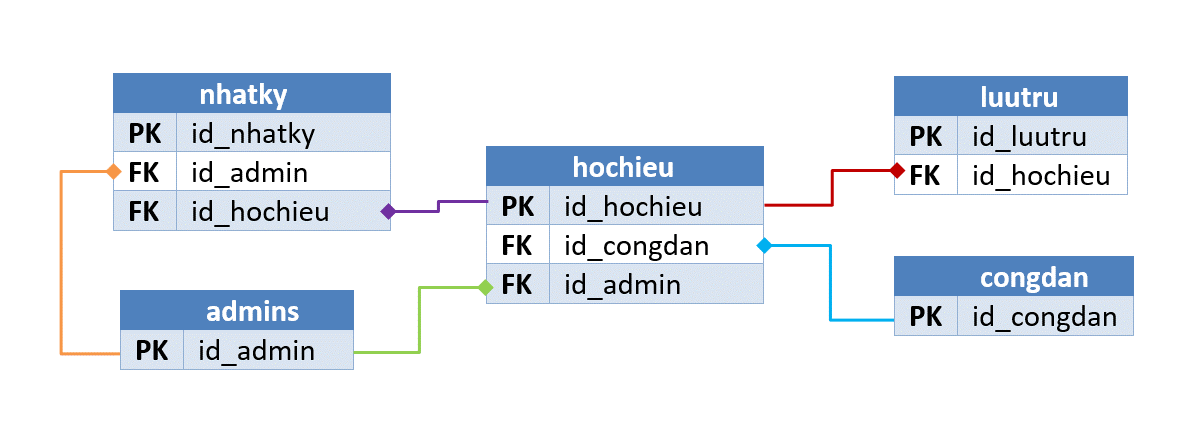 nhatky
PK id_nhatky
FK id_admin
FK id_hochieu
admins
PK id_admin
hochieu
PK id_hochieu
FK id_congdan
FK id_admin
luutru
PK id_luutru
FK id_hochieu
congdan
PK id_congdan